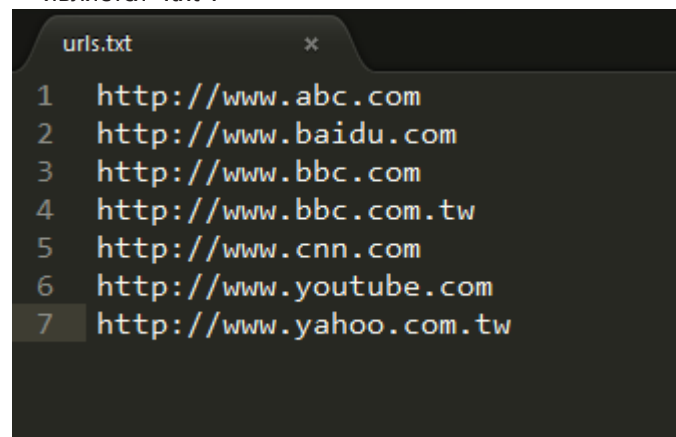 urls.txt ×
1 http://www.abc.com
2 http://www.baidu.com
3 http://www.bbc.com
4 http://www.bbc.com.tw
5 http://www.cnn.com
6 http://www.youtube.com
7 http://www.yahoo.com.tw